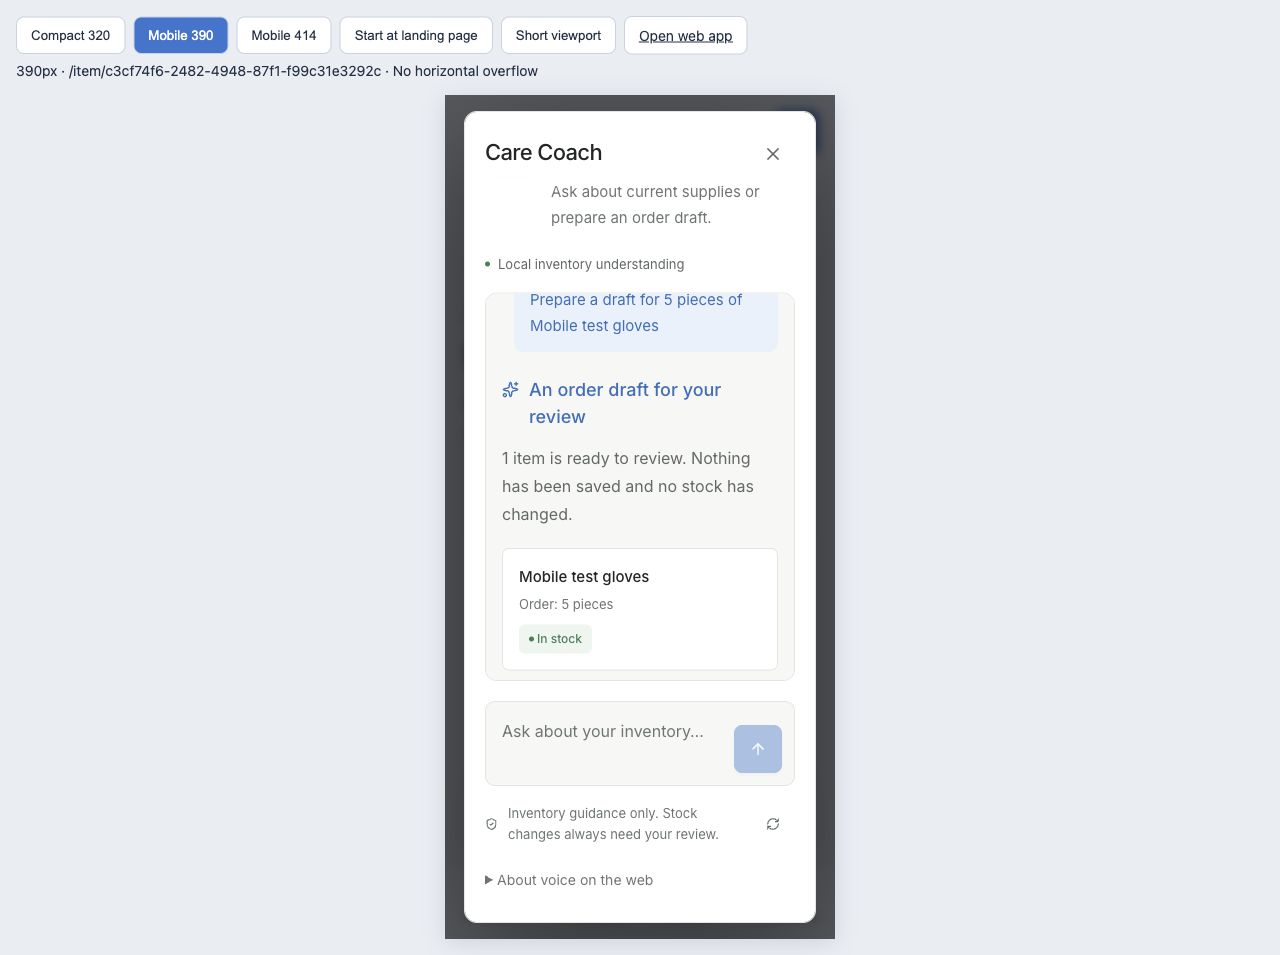 Compact 320 Mobile 390 Mobile 414 Start at landing page Short viewport Open web app
390px · /item/c3cf74f6-2482-4948-87f1-f99c31e3292c · No horizontal overflow
Care Coach
Ask about current supplies or
prepare an order draft.
Local inventory understanding
Prepare a draft for 5 pieces of
Mobile test gloves
An order draft for your
review
1 item is ready to review. Nothing
has been saved and no stock has
changed.
Mobile test gloves
Order: 5 pieces
In stock
Ask about your inventory...
Inventory guidance only. Stock
changes always need your review.
About voice on the web